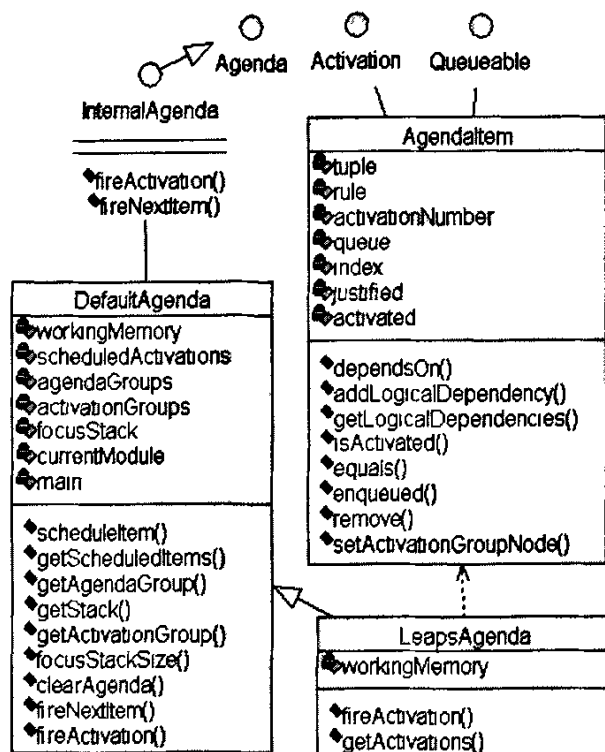 Agenda Activation Queueable
InternalAgenda
fireActivation()
fireNextItem()
AgendaItem
tuple
rule
activationNumber
queue
index
justified
activated
dependsOn()
addLogicalDependency()
getLogicalDependencies()
isActivated()
equals()
enqueued()
remove()
setActivationGroupNode()
DefaultAgenda
workingMemory
scheduledActivations
agendaGroups
activationGroups
focusStack
currentModule
main
scheduleItem()
getScheduledItems()
getAgendaGroup()
getStack()
getActivationGroup()
focusStackSize()
clearAgenda()
fireNextItem()
fireActivation()
LeapsAgenda
workingMemory
fireActivation()
getActivations()